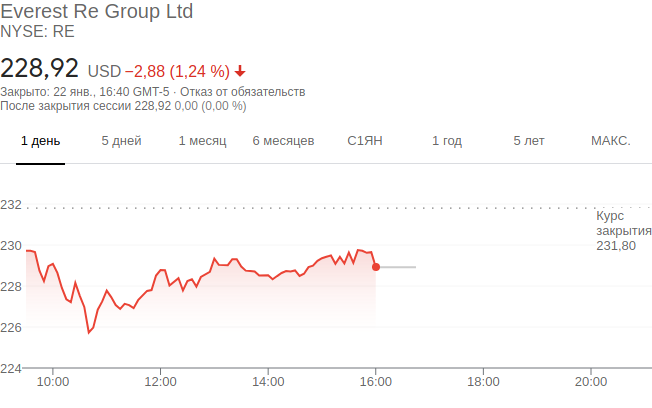 Everest Re Group Ltd
NYSE: RE
228,92 USD −2,88 (1,24 %)
Закрыто: 22 янв., 16:40 GMT-5 · Отказ от обязательств
После закрытия сессии 228,92 0,00 (0,00 %)
1 день 5 дней 1 месяц 6 месяцев С1ЯН 1 год 5 лет МАКС.
232
Курс
закрытия
231,80
230
228
226
224
10:00 12:00 14:00 16:00 18:00 20:00